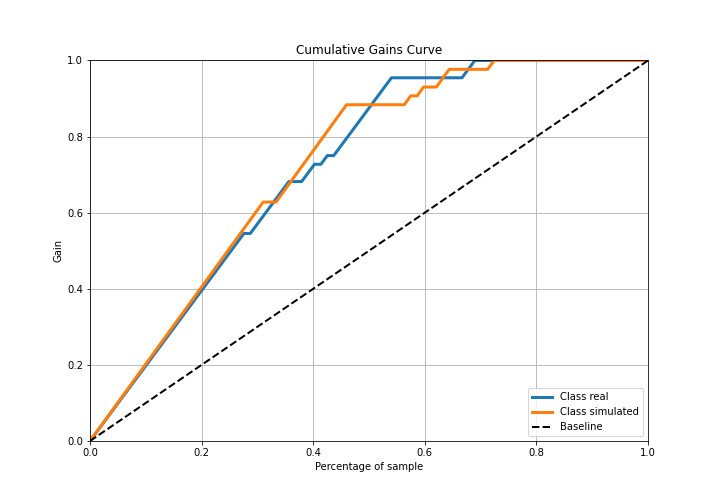 Cumulative Gains Curve
1.0
0.8
0.6
0.4
0.2
0.0
Gain
0.0 0.2 0.4 0.6 0.8 1.0
Percentage of sample
Class real
Class simulated
Baseline